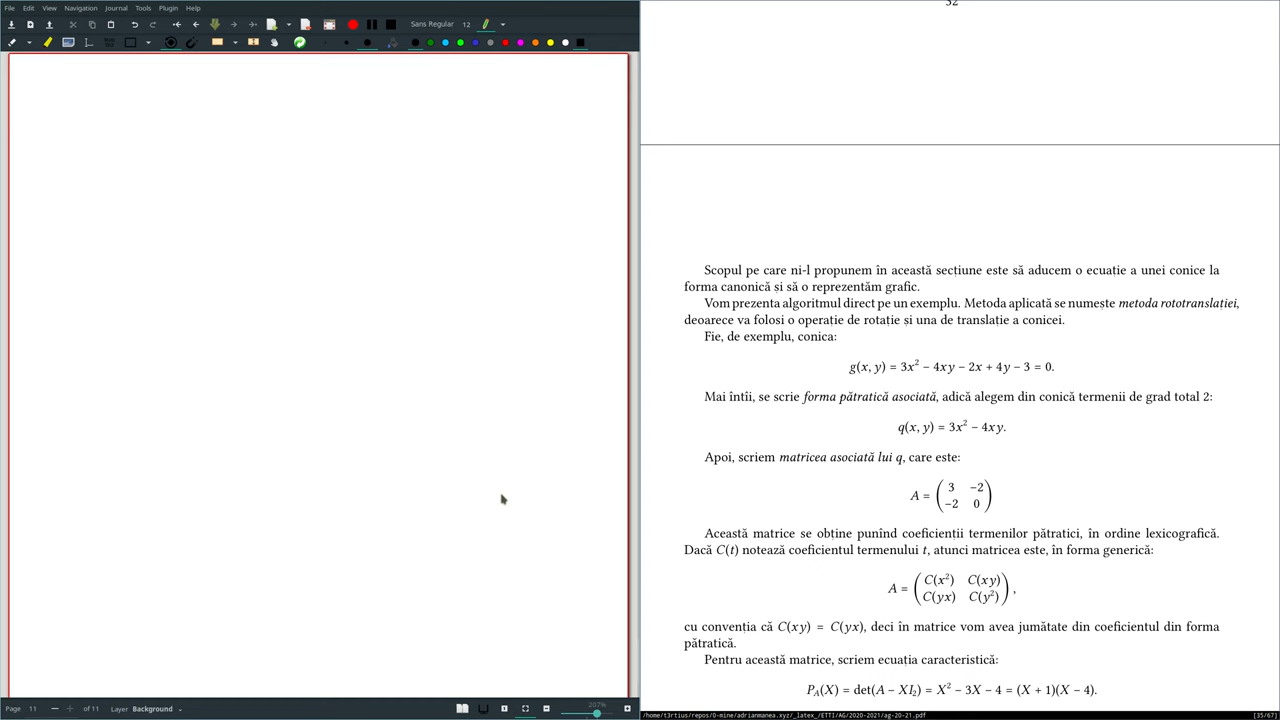 File Edit View Navigation Journal Tools Plugin Help
Sans Regular 12
Page 11 of 11 Layer Background 207%
32
Scopul pe care ni-l propunem în această secțiune este să aducem o ecuație a unei conice la
forma canonică și să o reprezentăm grafic.
Vom prezenta algoritmul direct pe un exemplu. Metoda aplicată se numește metoda rototranslației,
deoarece va folosi o operație de rotație și una de translație a conicei.
Fie, de exemplu, conica:
g(x, y) = 3x² − 4xy − 2x + 4y − 3 = 0.
Mai întîi, se scrie forma pătratică asociată, adică alegem din conică termenii de grad total 2:
q(x, y) = 3x² − 4xy.
Apoi, scriem matricea asociată lui q, care este:
A = ( 3 −2
−2 0 )
Această matrice se obține punînd coeficienții termenilor pătratici, în ordine lexicografică.
Dacă C(t) notează coeficientul termenului t, atunci matricea este, în forma generică:
A = ( C(x²) C(xy)
C(yx) C(y²) ) ,
cu convenția că C(xy) = C(yx), deci în matrice vom avea jumătate din coeficientul din forma
pătratică.
Pentru această matrice, scriem ecuația caracteristică:
P_A(X) = det(A − XI₂) = X² − 3X − 4 = (X + 1)(X − 4).
/home/t3rtius/repos/0-mine/adrianmanea.xyz/_latex_/ETTI/AG/2020-2021/ag-20-21.pdf [35/67]